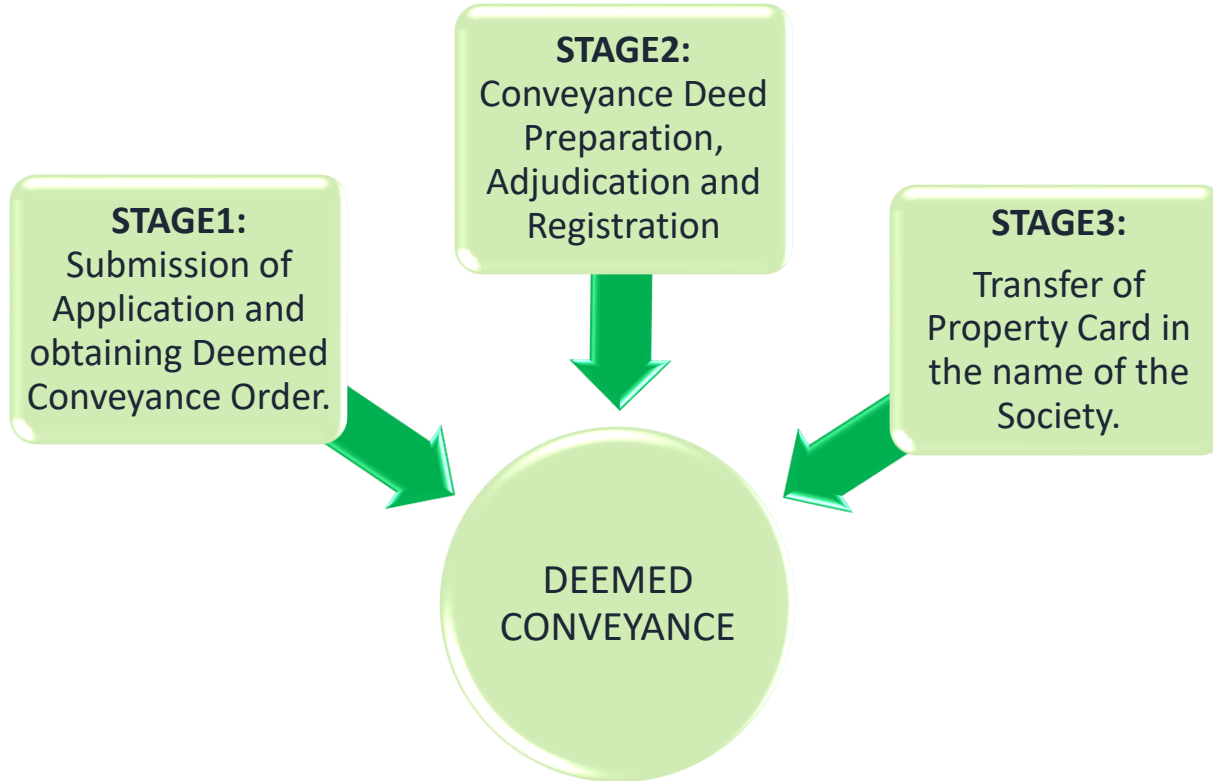 STAGE1:
Submission of
Application and
obtaining Deemed
Conveyance Order.
STAGE2:
Conveyance Deed
Preparation,
Adjudication and
Registration
STAGE3:
Transfer of
Property Card in
the name of the
Society.
DEEMED
CONVEYANCE